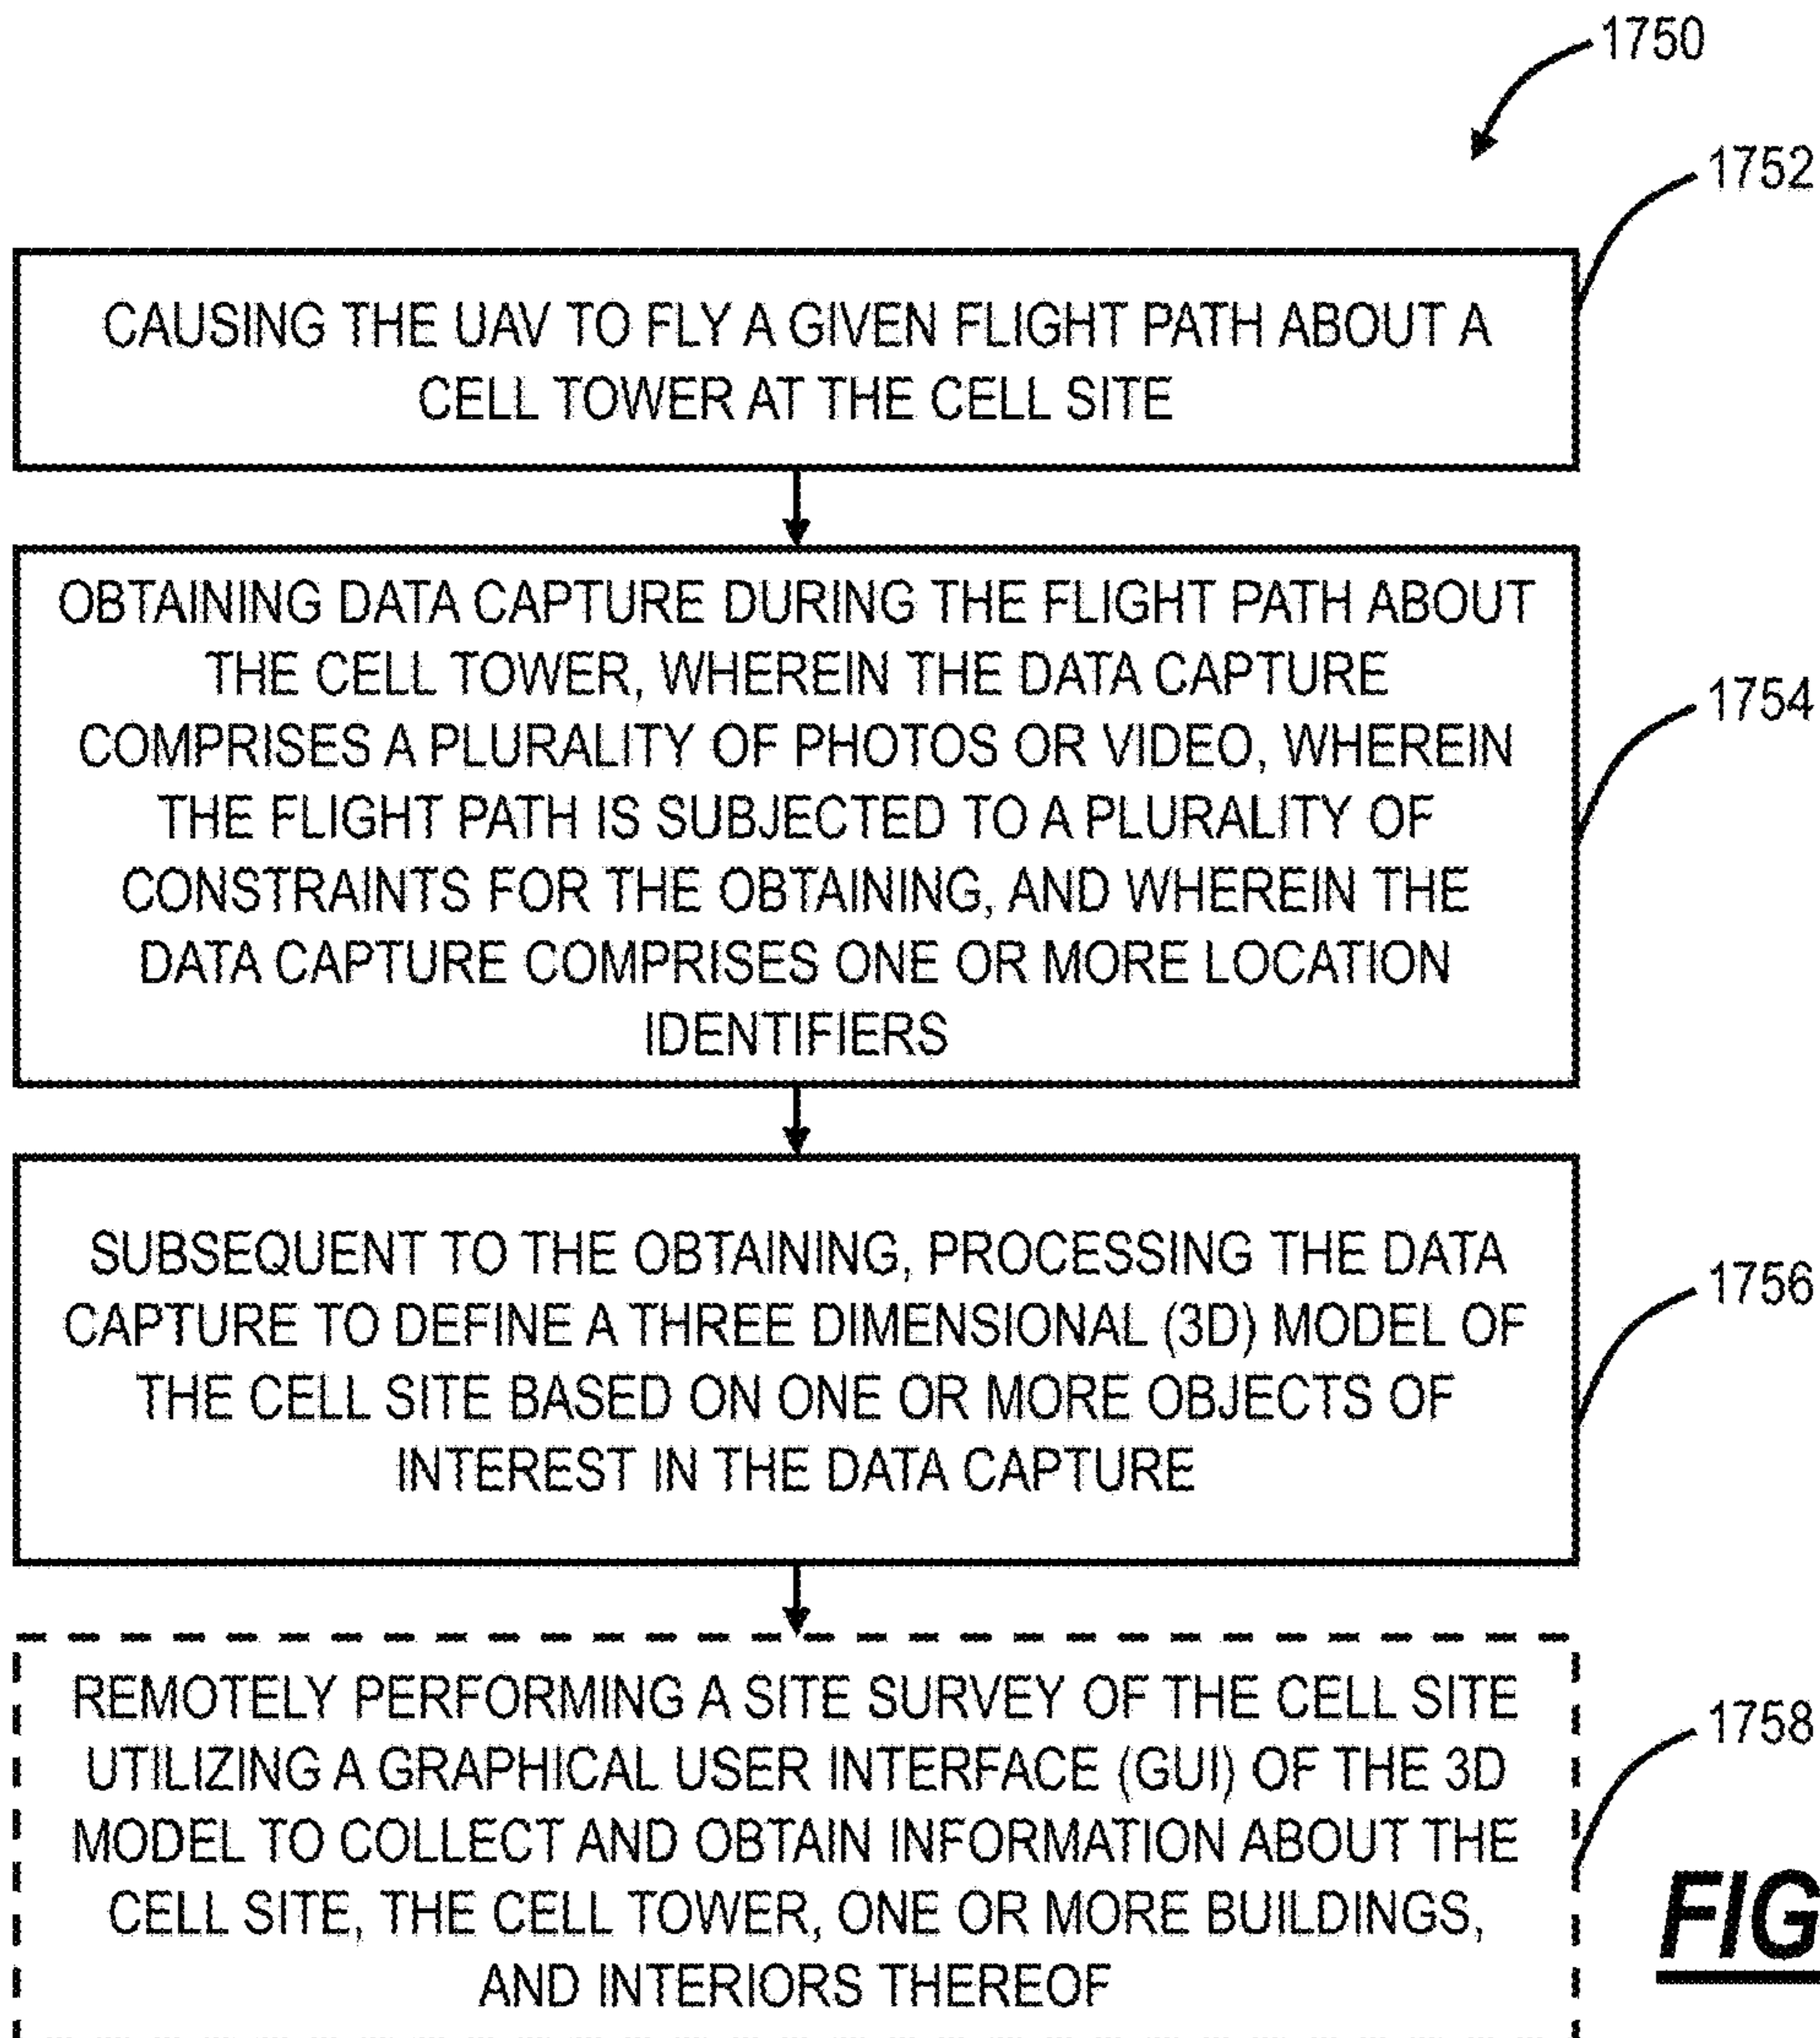 1750
1752
CAUSING THE UAV TO FLY A GIVEN FLIGHT PATH ABOUT A
CELL TOWER AT THE CELL SITE
OBTAINING DATA CAPTURE DURING THE FLIGHT PATH ABOUT
THE CELL TOWER, WHEREIN THE DATA CAPTURE
COMPRISES A PLURALITY OF PHOTOS OR VIDEO, WHEREIN
THE FLIGHT PATH IS SUBJECTED TO A PLURALITY OF
CONSTRAINTS FOR THE OBTAINING, AND WHEREIN THE
DATA CAPTURE COMPRISES ONE OR MORE LOCATION
IDENTIFIERS
1754
SUBSEQUENT TO THE OBTAINING, PROCESSING THE DATA
CAPTURE TO DEFINE A THREE DIMENSIONAL (3D) MODEL OF
THE CELL SITE BASED ON ONE OR MORE OBJECTS OF
INTEREST IN THE DATA CAPTURE
1756
REMOTELY PERFORMING A SITE SURVEY OF THE CELL SITE
UTILIZING A GRAPHICAL USER INTERFACE (GUI) OF THE 3D
MODEL TO COLLECT AND OBTAIN INFORMATION ABOUT THE
CELL SITE, THE CELL TOWER, ONE OR MORE BUILDINGS,
AND INTERIORS THEREOF
1758
FIG